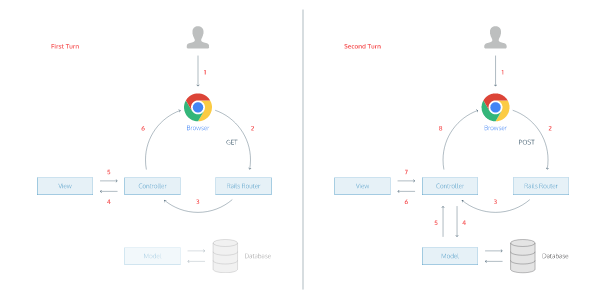 First Turn
1
Browser
6
2
GET
5
View
Controller
Rails Router
4
3
Model
Database
Second Turn
1
Browser
8
2
POST
7
View
Controller
Rails Router
6
3
5
4
Model
Database